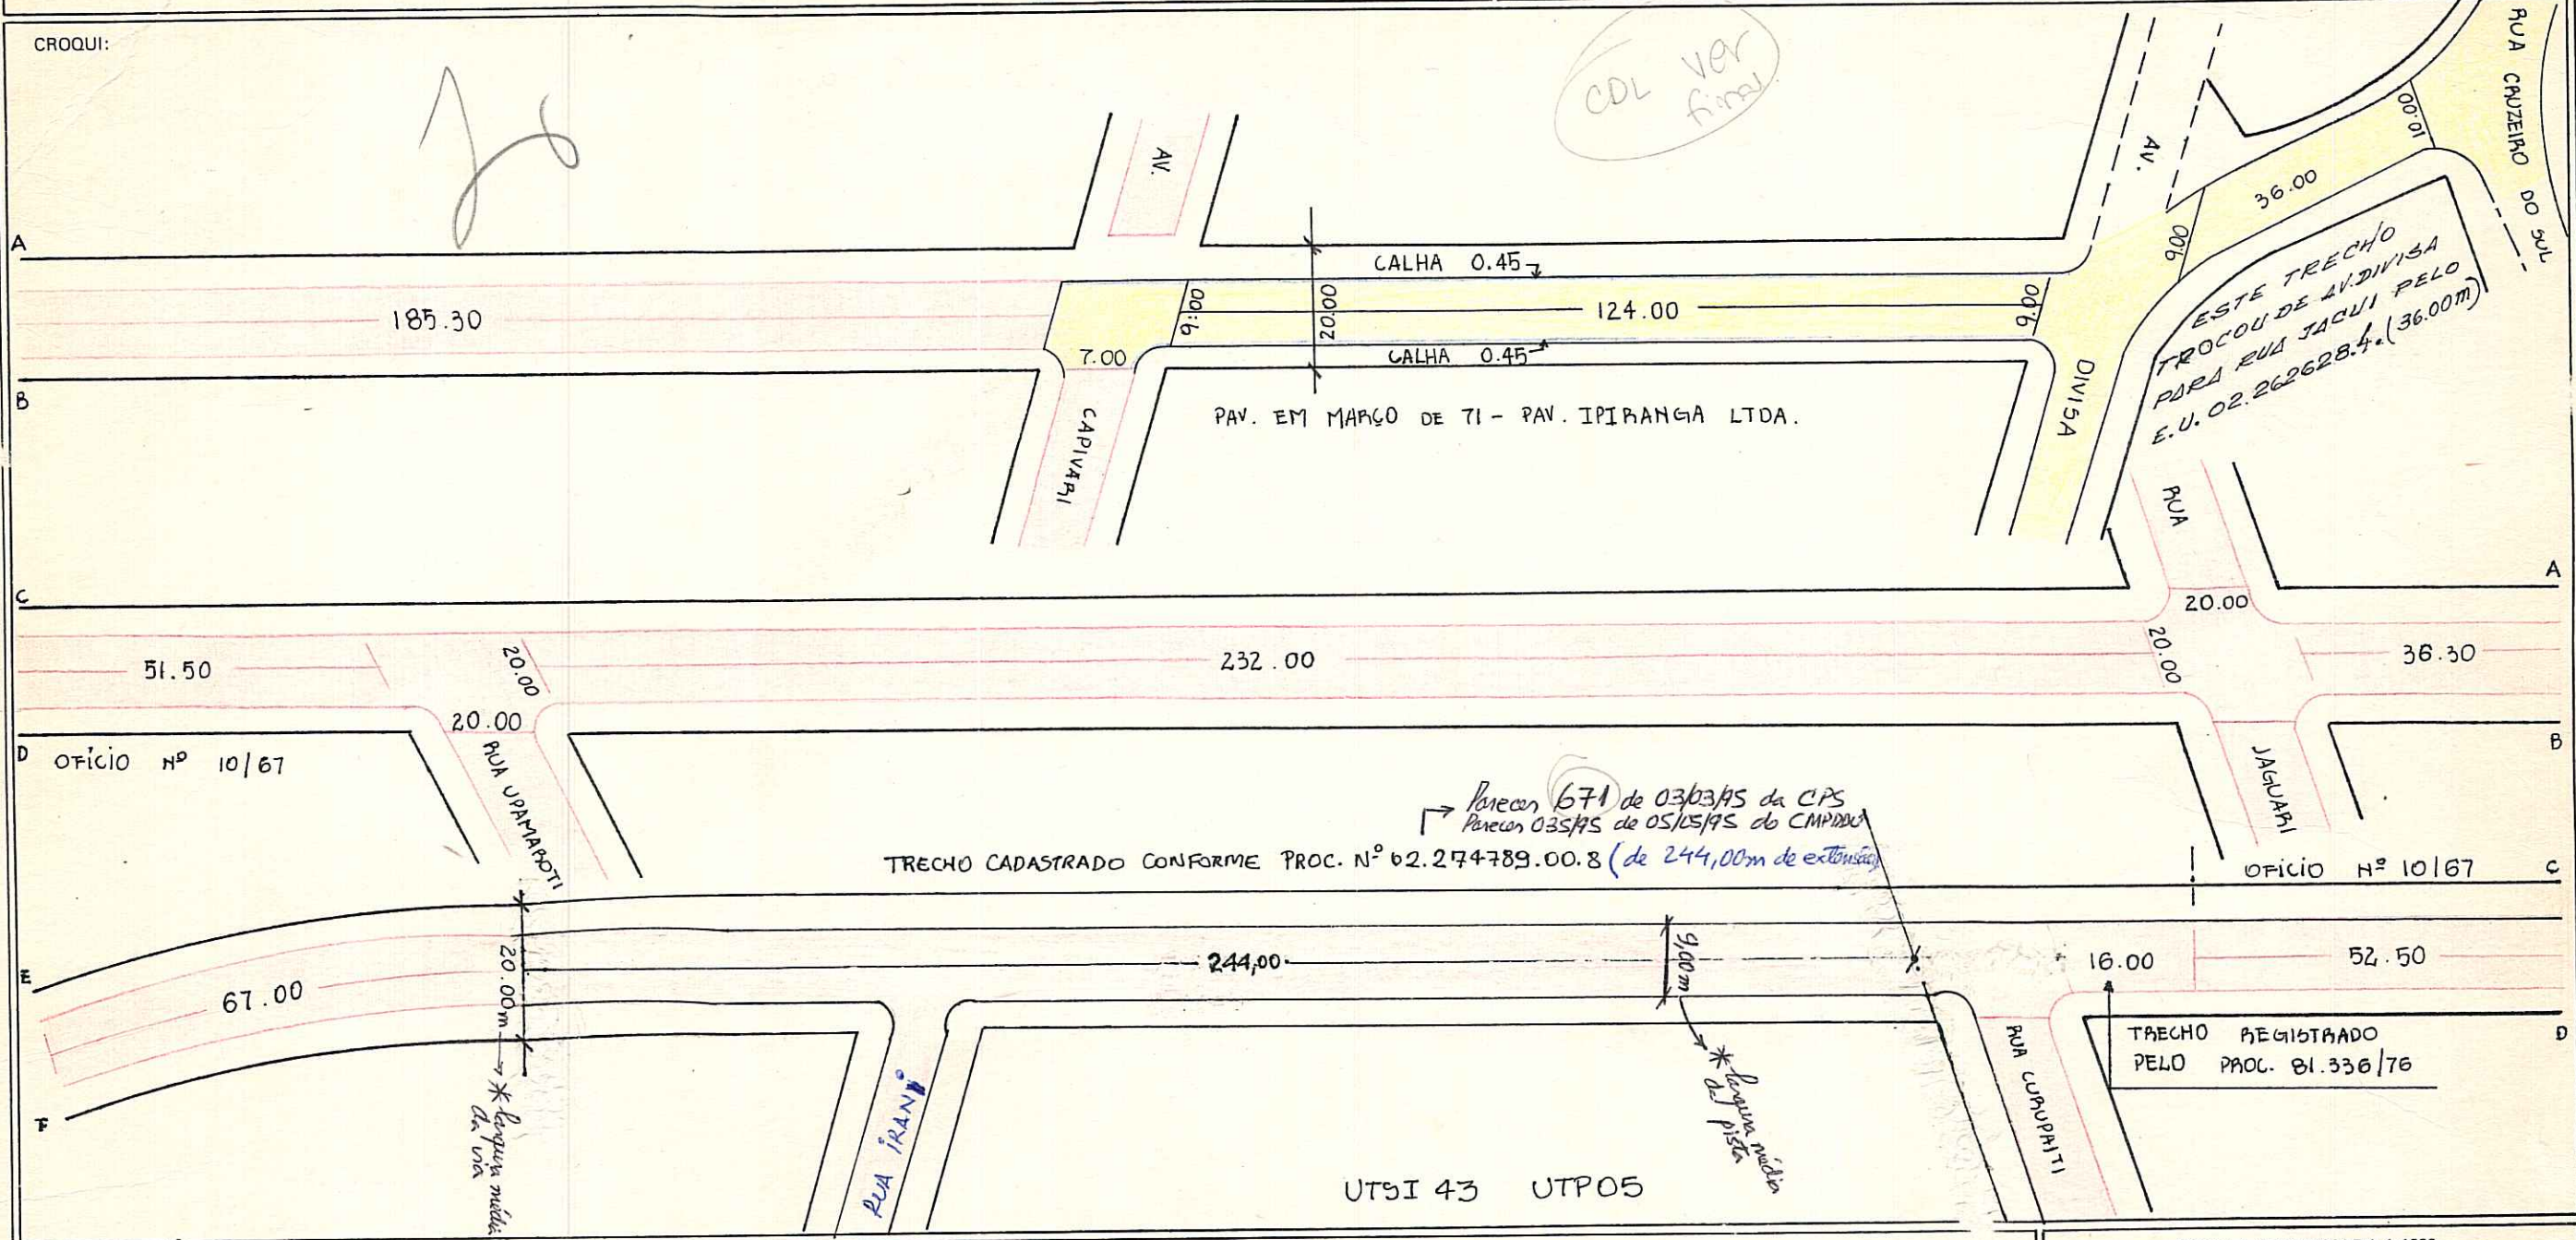 CROQUI:
CDL ver
final
RUA CRUZEIRO DO SUL
AV.
AV.
10.00
36.00
9.00
A
CALHA 0.45
185.30
9.00
20.00
124.00
9.00
7.00
CALHA 0.45
B
CAPIVARI
PAV. EM MARÇO DE 71 - PAV. IPIRANGA LTDA.
DIVISA
ESTE TRECHO
TROCOU DE AV. DIVISA
PARA RUA JACUI PELO
E.U. 02.262628.4. (36.00m)
RUA
C
A
20.00
51.50
20.00
232.00
20.00
36.30
20.00
D
OFÍCIO Nº 10/67
RUA UPAMAROTI
JAGUARI
B
Parecer 671 de 03/03/95 da CPS
Parecer 035/95 de 05/05/95 do CMPDDU
TRECHO CADASTRADO CONFORME PROC. Nº 02.274789.00.8 (de 244,00m de extensão)
OFÍCIO Nº 10/67
C
E
67.00
20.00m
244,00
9,00m
16.00
52.50
F
* largura média
da via
RUA IRANI
* largura média
da pista
RUA CURUPAITI
TRECHO REGISTRADO
PELO PROC. 81.336/76
D
UTSI 43 UTP05